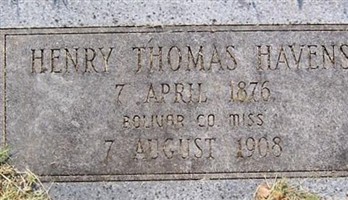 HENRY THOMAS HAVENS
7 APRIL 1876
BOLIVAR CO MISS
7 AUGUST 1908